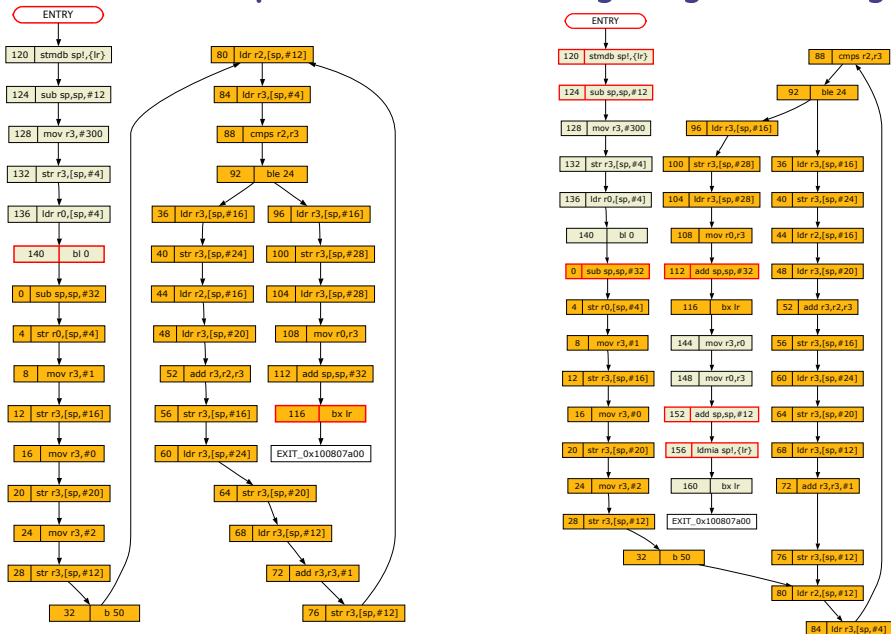 ENTRY
120 stmdb sp!,{lr}
124 sub sp,sp,#12
128 mov r3,#300
132 str r3,[sp,#4]
136 ldr r0,[sp,#4]
140 bl 0
0 sub sp,sp,#32
4 str r0,[sp,#4]
8 mov r3,#1
12 str r3,[sp,#16]
16 mov r3,#0
20 str r3,[sp,#20]
24 mov r3,#2
28 str r3,[sp,#12]
32 b 50
80 ldr r2,[sp,#12]
84 ldr r3,[sp,#4]
88 cmps r2,r3
92 ble 24
36 ldr r3,[sp,#16]
40 str r3,[sp,#24]
44 ldr r2,[sp,#16]
48 ldr r3,[sp,#20]
52 add r3,r2,r3
56 str r3,[sp,#16]
60 ldr r3,[sp,#24]
64 str r3,[sp,#20]
68 ldr r3,[sp,#12]
72 add r3,r3,#1
76 str r3,[sp,#12]
96 ldr r3,[sp,#16]
100 str r3,[sp,#28]
104 ldr r3,[sp,#28]
108 mov r0,r3
112 add sp,sp,#32
116 bx lr
EXIT_0x100807a00
ENTRY
120 stmdb sp!,{lr}
124 sub sp,sp,#12
128 mov r3,#300
132 str r3,[sp,#4]
136 ldr r0,[sp,#4]
140 bl 0
0 sub sp,sp,#32
4 str r0,[sp,#4]
8 mov r3,#1
12 str r3,[sp,#16]
16 mov r3,#0
20 str r3,[sp,#20]
24 mov r3,#2
28 str r3,[sp,#12]
32 b 50
88 cmps r2,r3
92 ble 24
96 ldr r3,[sp,#16]
100 str r3,[sp,#28]
104 ldr r3,[sp,#28]
108 mov r0,r3
112 add sp,sp,#32
116 bx lr
144 mov r3,r0
148 mov r0,r3
152 add sp,sp,#12
156 ldmia sp!,{lr}
160 bx lr
EXIT_0x100807a00
36 ldr r3,[sp,#16]
40 str r3,[sp,#24]
44 ldr r2,[sp,#16]
48 ldr r3,[sp,#20]
52 add r3,r2,r3
56 str r3,[sp,#16]
60 ldr r3,[sp,#24]
64 str r3,[sp,#20]
68 ldr r3,[sp,#12]
72 add r3,r3,#1
76 str r3,[sp,#12]
80 ldr r2,[sp,#12]
84 ldr r3,[sp,#4]